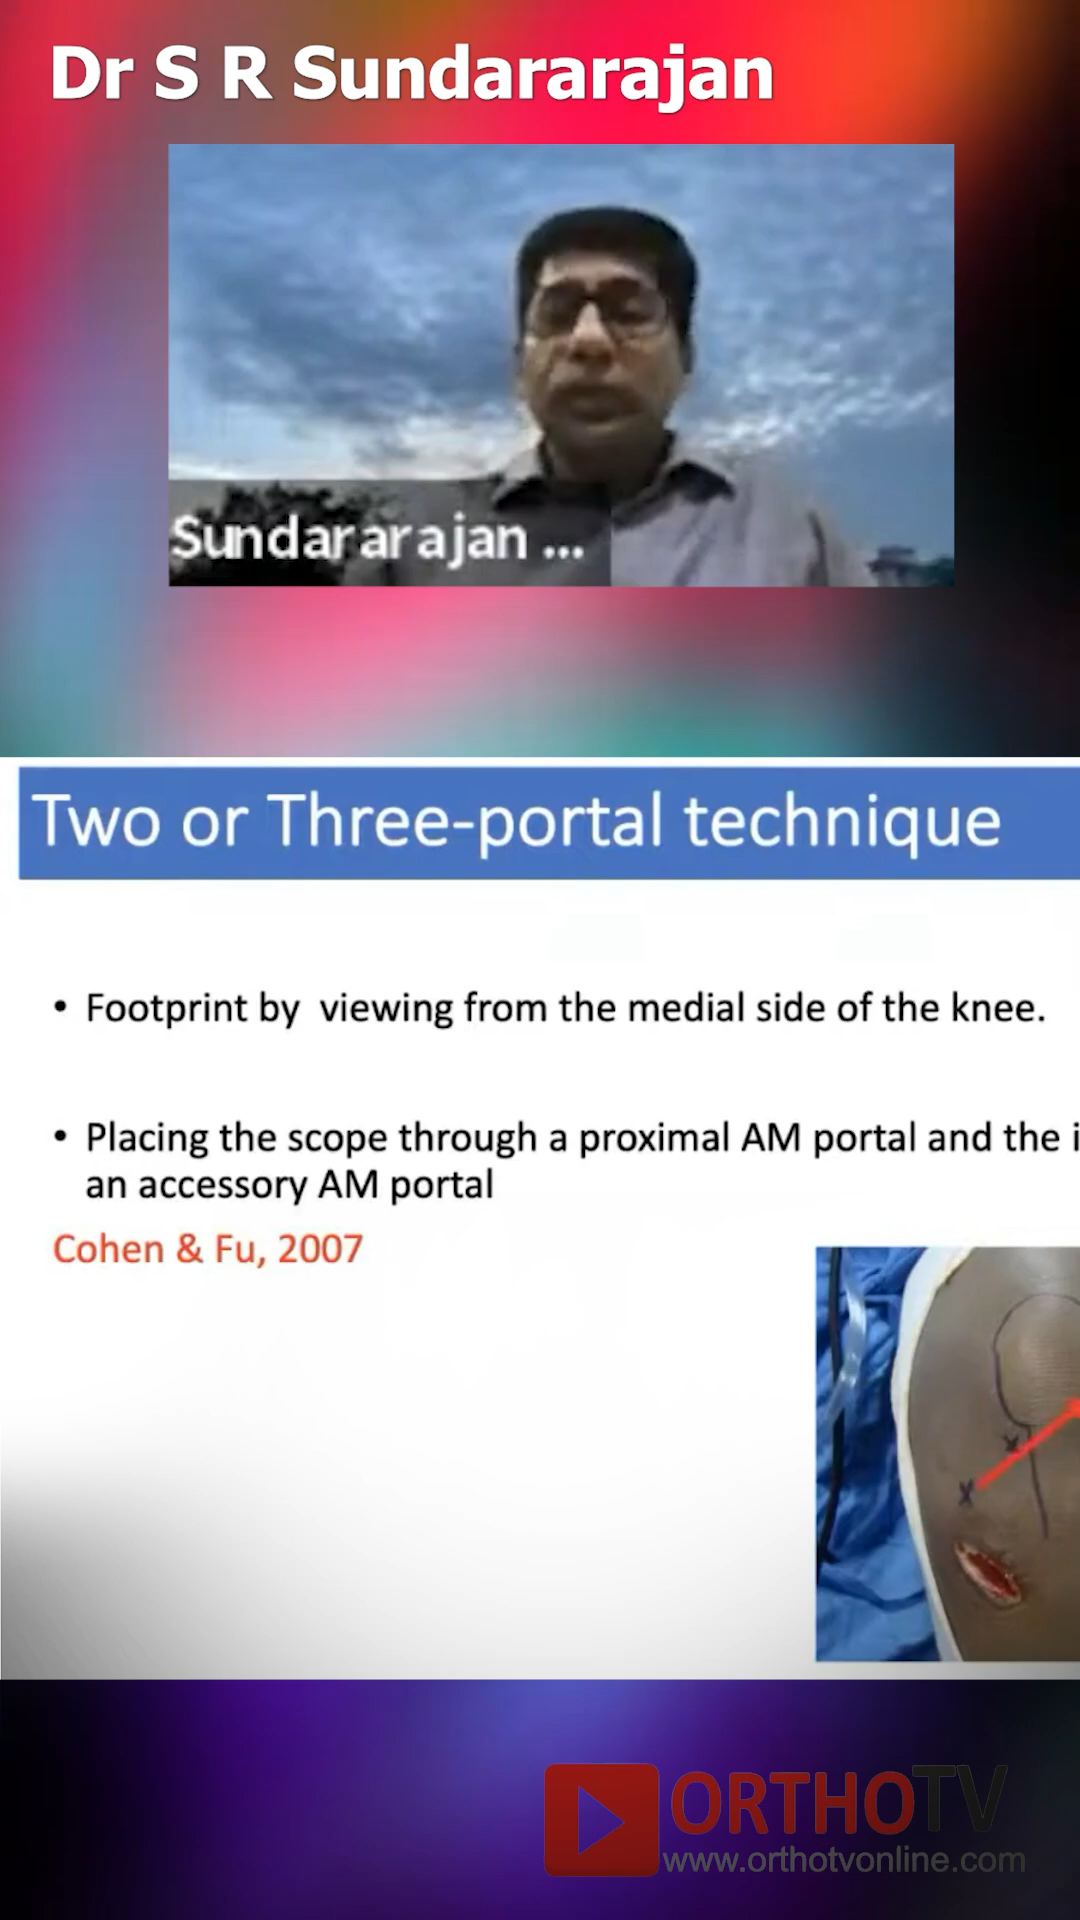 Dr S R Sundararajan
Sundararajan ...
Two or Three-portal technique
• Footprint by viewing from the medial side of the knee.
• Placing the scope through a proximal AM portal and the
an accessory AM portal
Cohen & Fu, 2007
x
x
ORTHOTV
www.orthotvonline.com